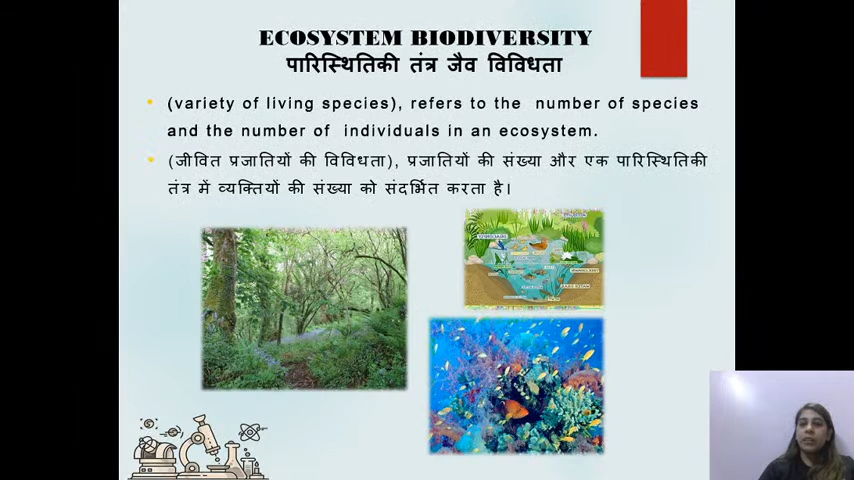 ECOSYSTEM BIODIVERSITY
पारिस्थितिकी तंत्र जैव विविधता
(variety of living species), refers to the number of species
and the number of individuals in an ecosystem.
(जीवित प्रजातियों की विविधता), प्रजातियों की संख्या और एक पारिस्थितिकी
तंत्र में व्यक्तियों की संख्या को संदर्भित करता है।